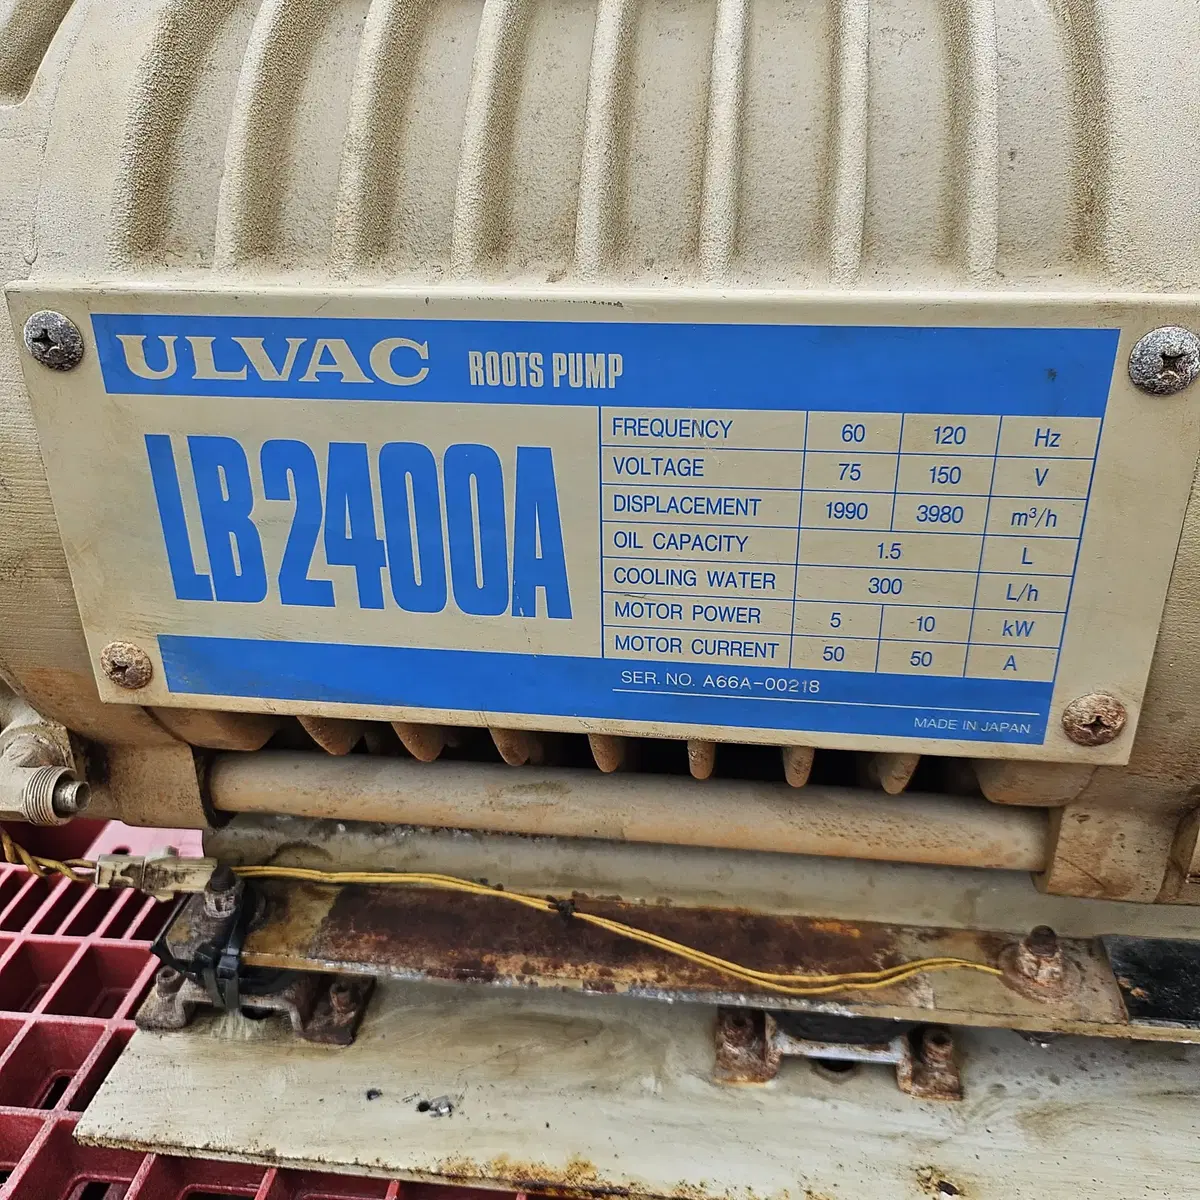 ULVAC ROOTS PUMP
LB2400A
FREQUENCY 60 120 Hz
VOLTAGE 75 150 V
DISPLACEMENT 1990 3980 m³/h
OIL CAPACITY 1.5 L
COOLING WATER 300 L/h
MOTOR POWER 5 10 kW
MOTOR CURRENT 50 50 A
SER. NO. A66A-00218
MADE IN JAPAN